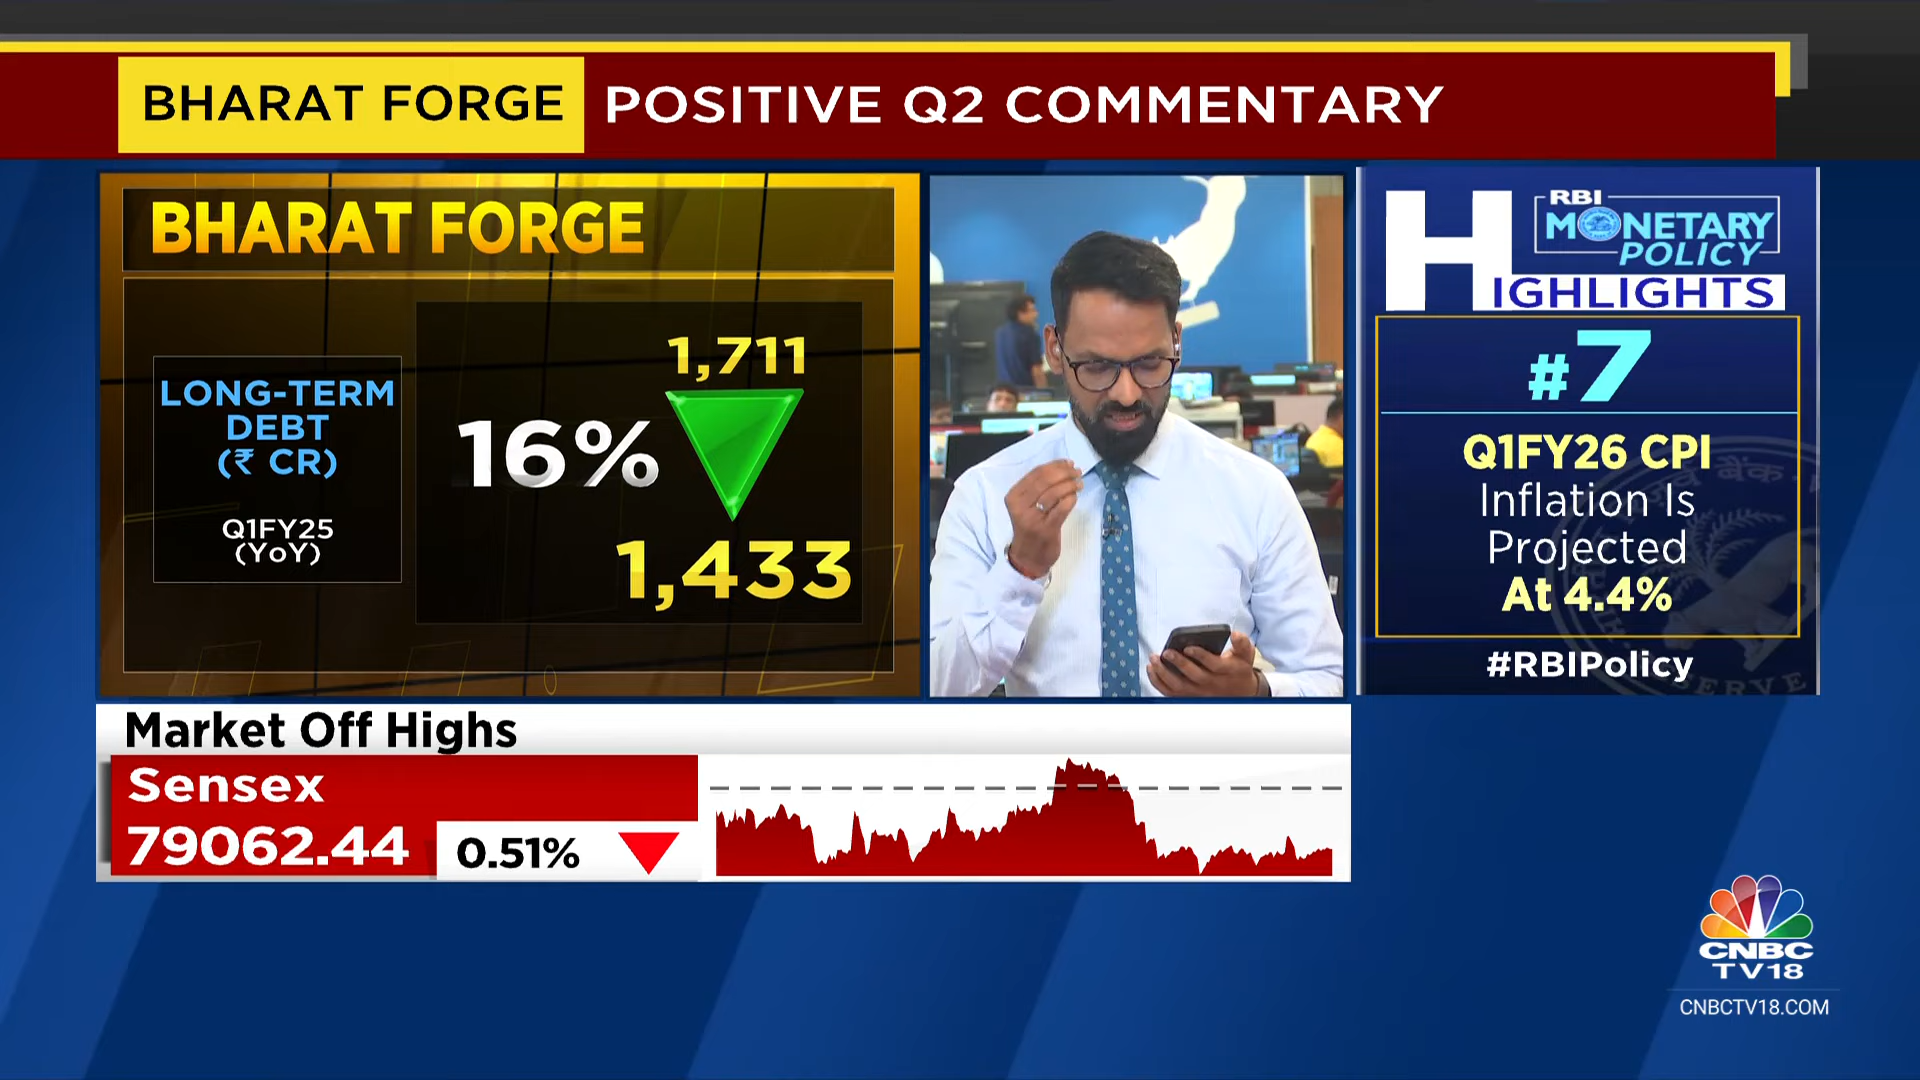 BHARAT FORGE
POSITIVE Q2 COMMENTARY
BHARAT FORGE
LONG-TERM
DEBT
(₹ CR)
Q1FY25
(YoY)
1,711
16%
1,433
RBI
MONETARY
POLICY
HIGHLIGHTS
#7
Q1FY26 CPI
Inflation Is
Projected
At 4.4%
#RBIPolicy
Market Off Highs
Sensex
79062.44
0.51%
CNBC
TV18
CNBCTV18.COM